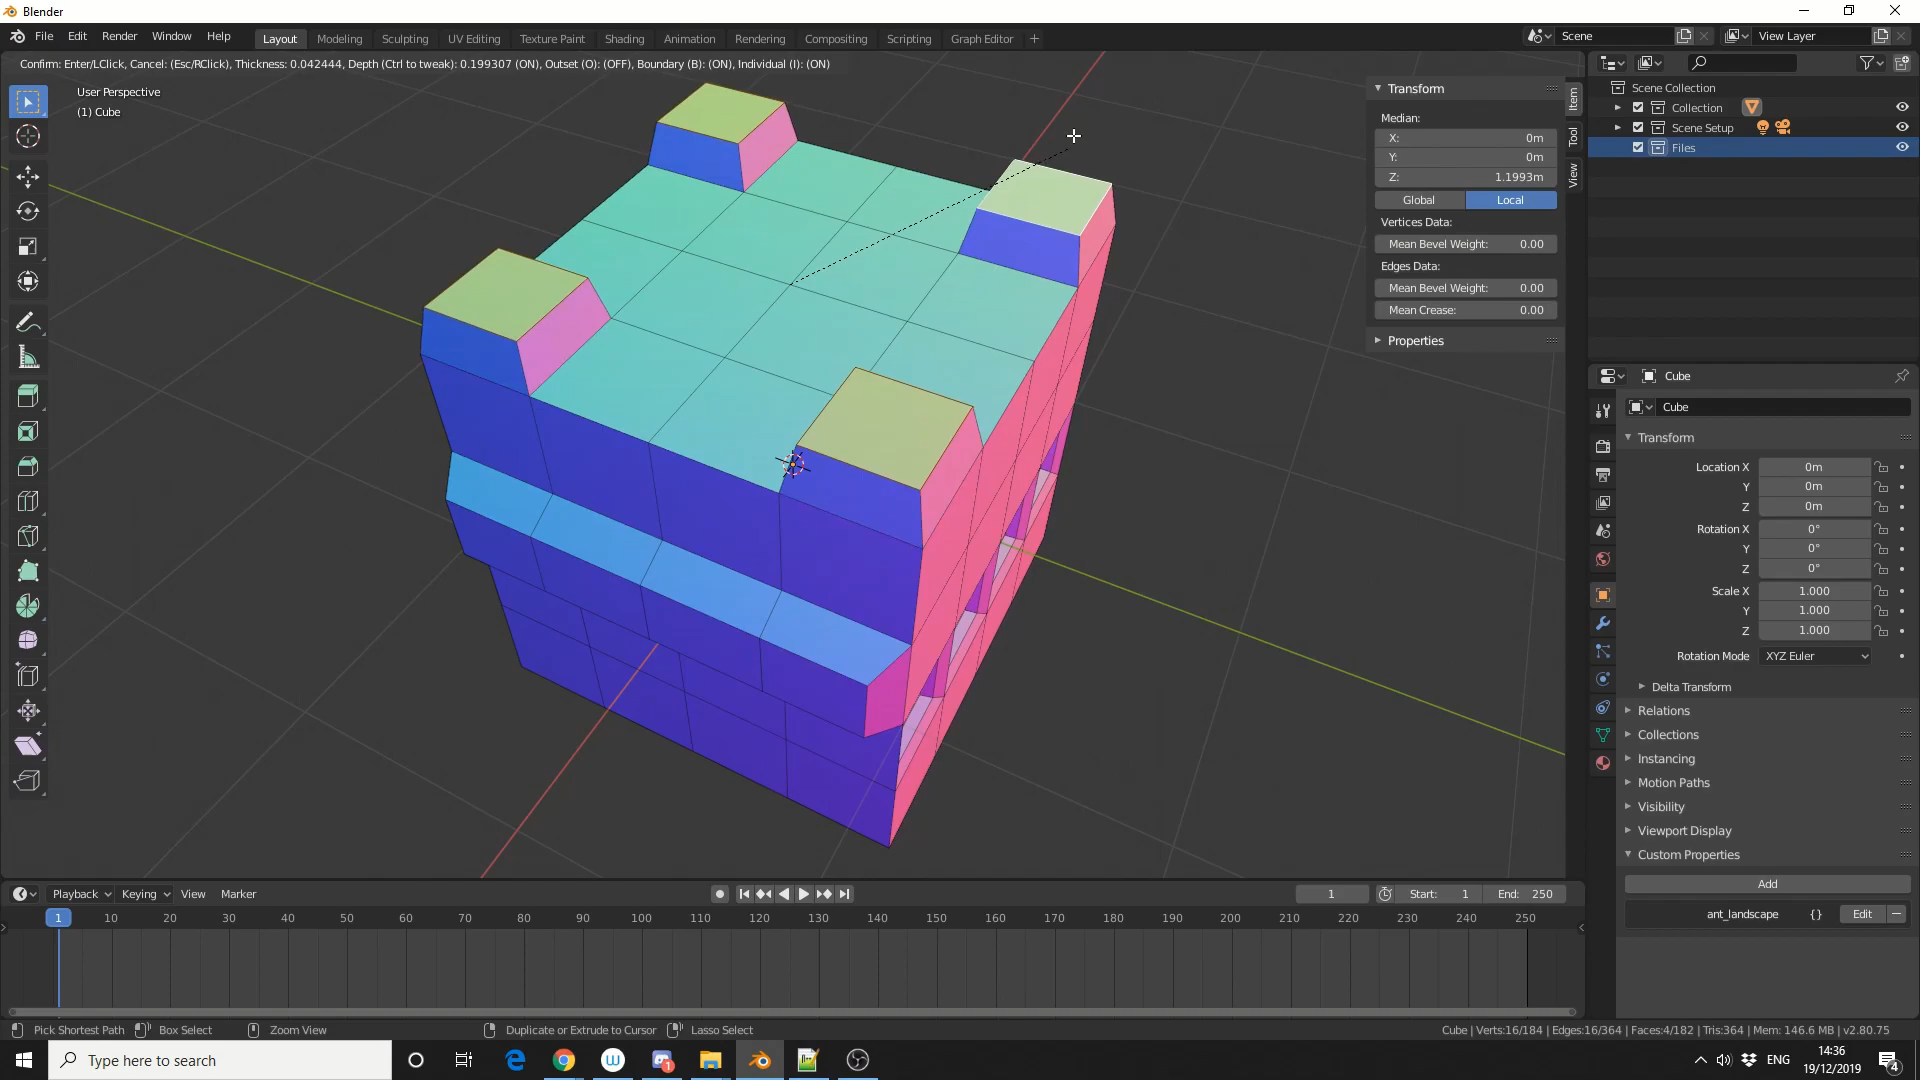 Blender
File Edit Render Window Help Layout Modeling Sculpting UV Editing Texture Paint Shading Animation Rendering Compositing Scripting Graph Editor + Scene View Layer
Confirm: Enter/LClick, Cancel: (Esc/RClick), Thickness: 0.042444, Depth (Ctrl to tweak): 0.199307 (ON), Outset (O): (OFF), Boundary (B): (ON), Individual (I): (ON)
User Perspective
(1) Cube
Transform
Median:
X: 0m
Y: 0m
Z: 1.1993m
Global Local
Vertices Data:
Mean Bevel Weight: 0.00
Edges Data:
Mean Bevel Weight: 0.00
Mean Crease: 0.00
Properties
Item
Tool
View
Scene Collection
Collection
Scene Setup
Files
Cube
Cube
Transform
Location X 0m
Y 0m
Z 0m
Rotation X 0°
Y 0°
Z 0°
Scale X 1.000
Y 1.000
Z 1.000
Rotation Mode XYZ Euler
Delta Transform
Relations
Collections
Instancing
Motion Paths
Visibility
Viewport Display
Custom Properties
Add
ant_landscape {} Edit
Playback Keying View Marker 1 Start: 1 End: 250
1 10 20 30 40 50 60 70 80 90 100 110 120 130 140 150 160 170 180 190 200 210 220 230 240 250
Pick Shortest Path Box Select Zoom View Duplicate or Extrude to Cursor Lasso Select Cube | Verts:16/184 | Edges:16/364 | Faces:4/182 | Tris:364 | Mem: 146.6 MB | v2.80.75
Type here to search
1
ENG
14:36
19/12/2019
4